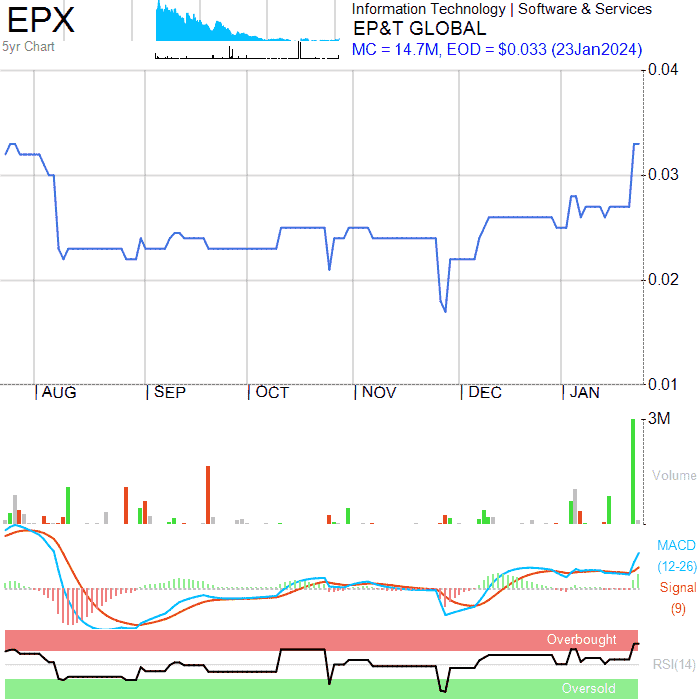 EPX
5yr Chart
Information Technology | Software & Services
EP&T GLOBAL
MC = 14.7M, EOD = $0.033 (23Jan2024)
0.04
0.03
0.02
0.01
AUG SEP OCT NOV DEC JAN
3M
Volume
MACD
(12-26)
Signal
(9)
Overbought
RSI(14)
Oversold